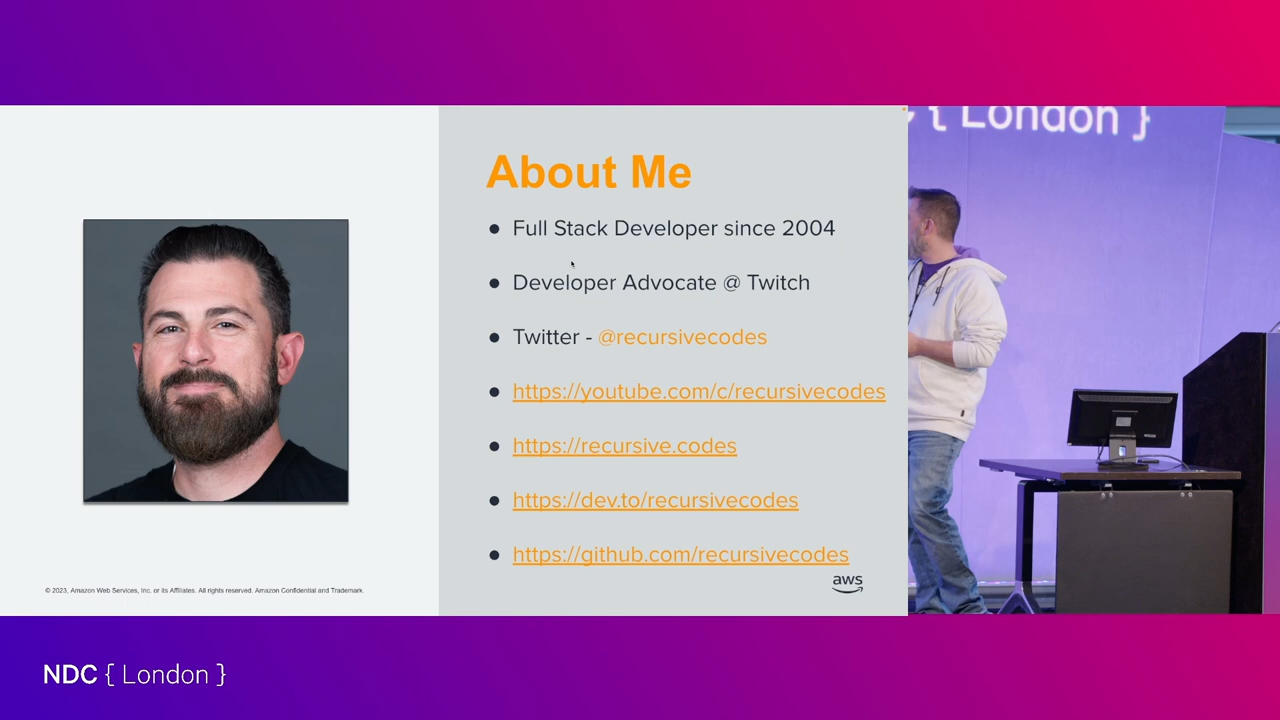 About Me
Full Stack Developer since 2004
Developer Advocate @ Twitch
Twitter - @recursivecodes
https://youtube.com/c/recursivecodes
https://recursive.codes
https://dev.to/recursivecodes
https://github.com/recursivecodes
© 2023, Amazon Web Services, Inc. or its Affiliates. All rights reserved. Amazon Confidential and Trademark.
aws
{ London }
NDC { London }